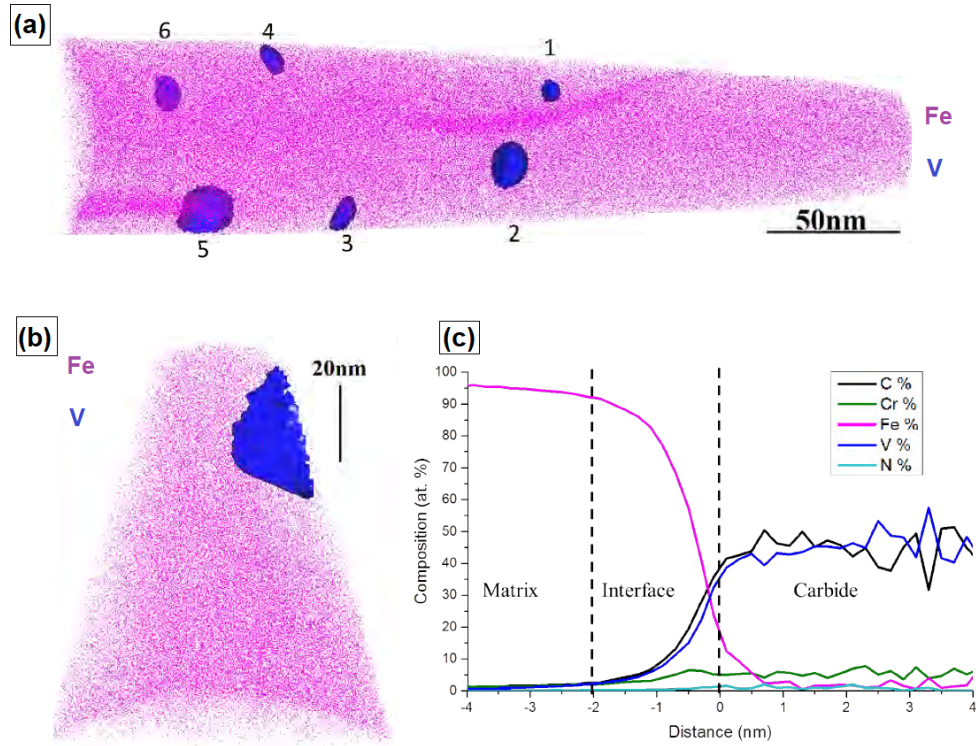 (a)
6
4
1
Fe
V
5
3
2
50nm
(b)
Fe
V
20nm
(c)
Composition (at. %)
100
90
80
70
60
50
40
30
20
10
0
C %
Cr %
Fe %
V %
N %
Matrix
Interface
Carbide
-4
-3
-2
-1
0
1
2
3
4
Distance (nm)